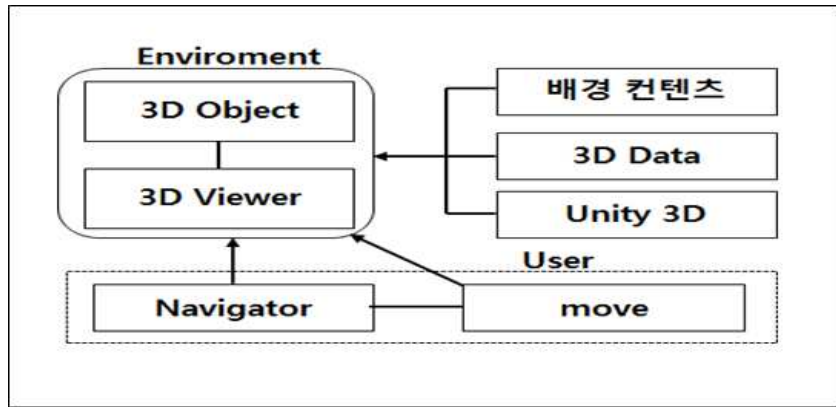 Enviroment
3D Object
3D Viewer
배경 컨텐츠
3D Data
Unity 3D
User
Navigator
move